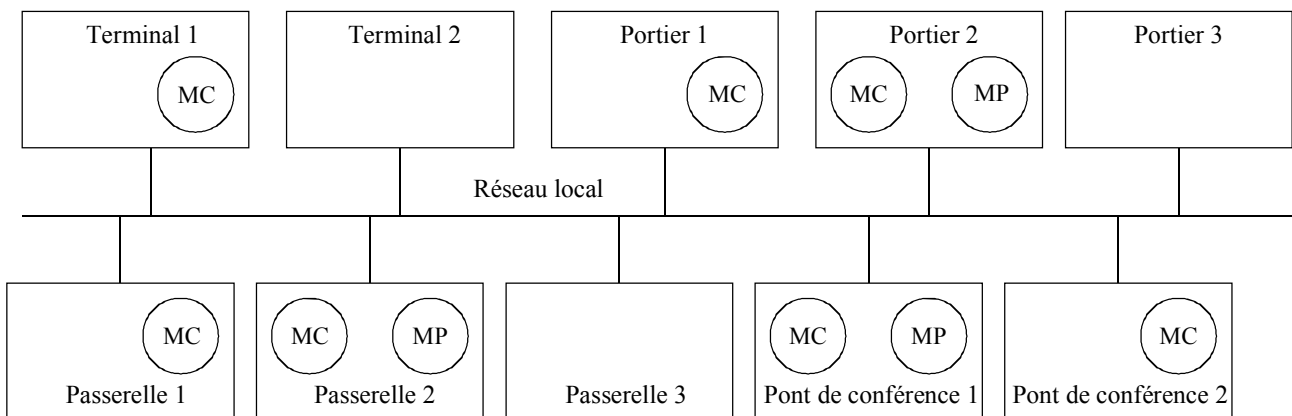 Terminal 1
Terminal 2
Portier 1
Portier 2
Portier 3
MC
MC
MC
MP
Réseau local
MC
MC
MP
MC
MP
MC
Passerelle 1
Passerelle 2
Passerelle 3
Pont de conférence 1
Pont de conférence 2